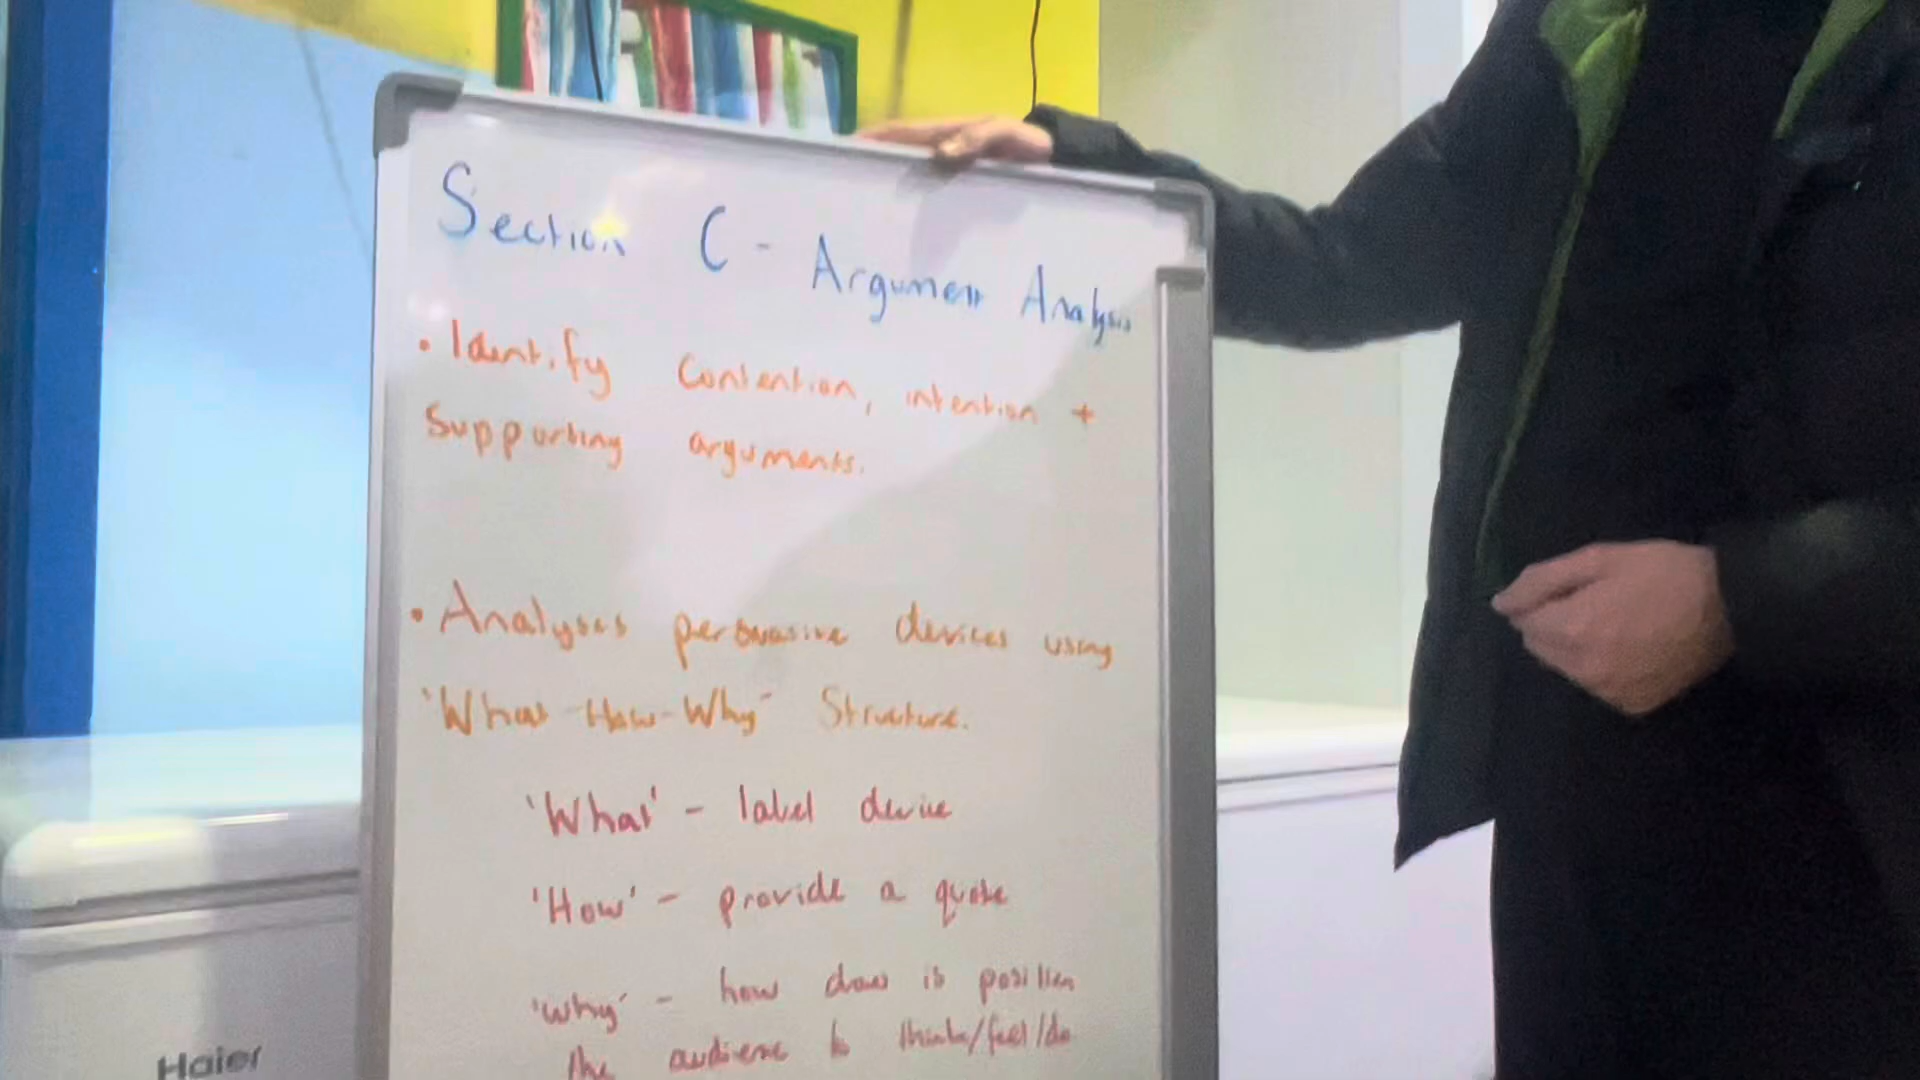 Section C - Argument Analysis
• Identify Contention, intention +
Supporting arguments.
• Analyses persuasive devices using
'What-How-Why' Structure.
'What' - label device
'How' - provide a quote
'Why' - how does it position
the audience to think/feel/do
Haier